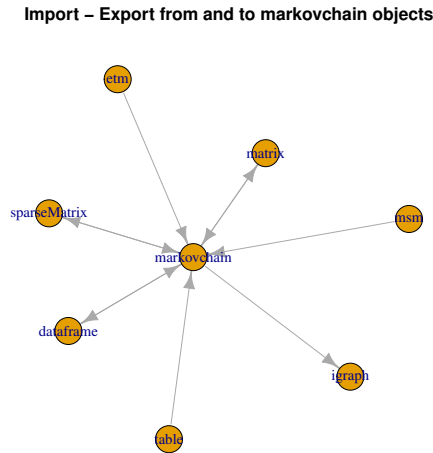 Import − Export from and to markovchain objects
etm
matrix
sparseMatrix
msm
markovchain
dataframe
igraph
table